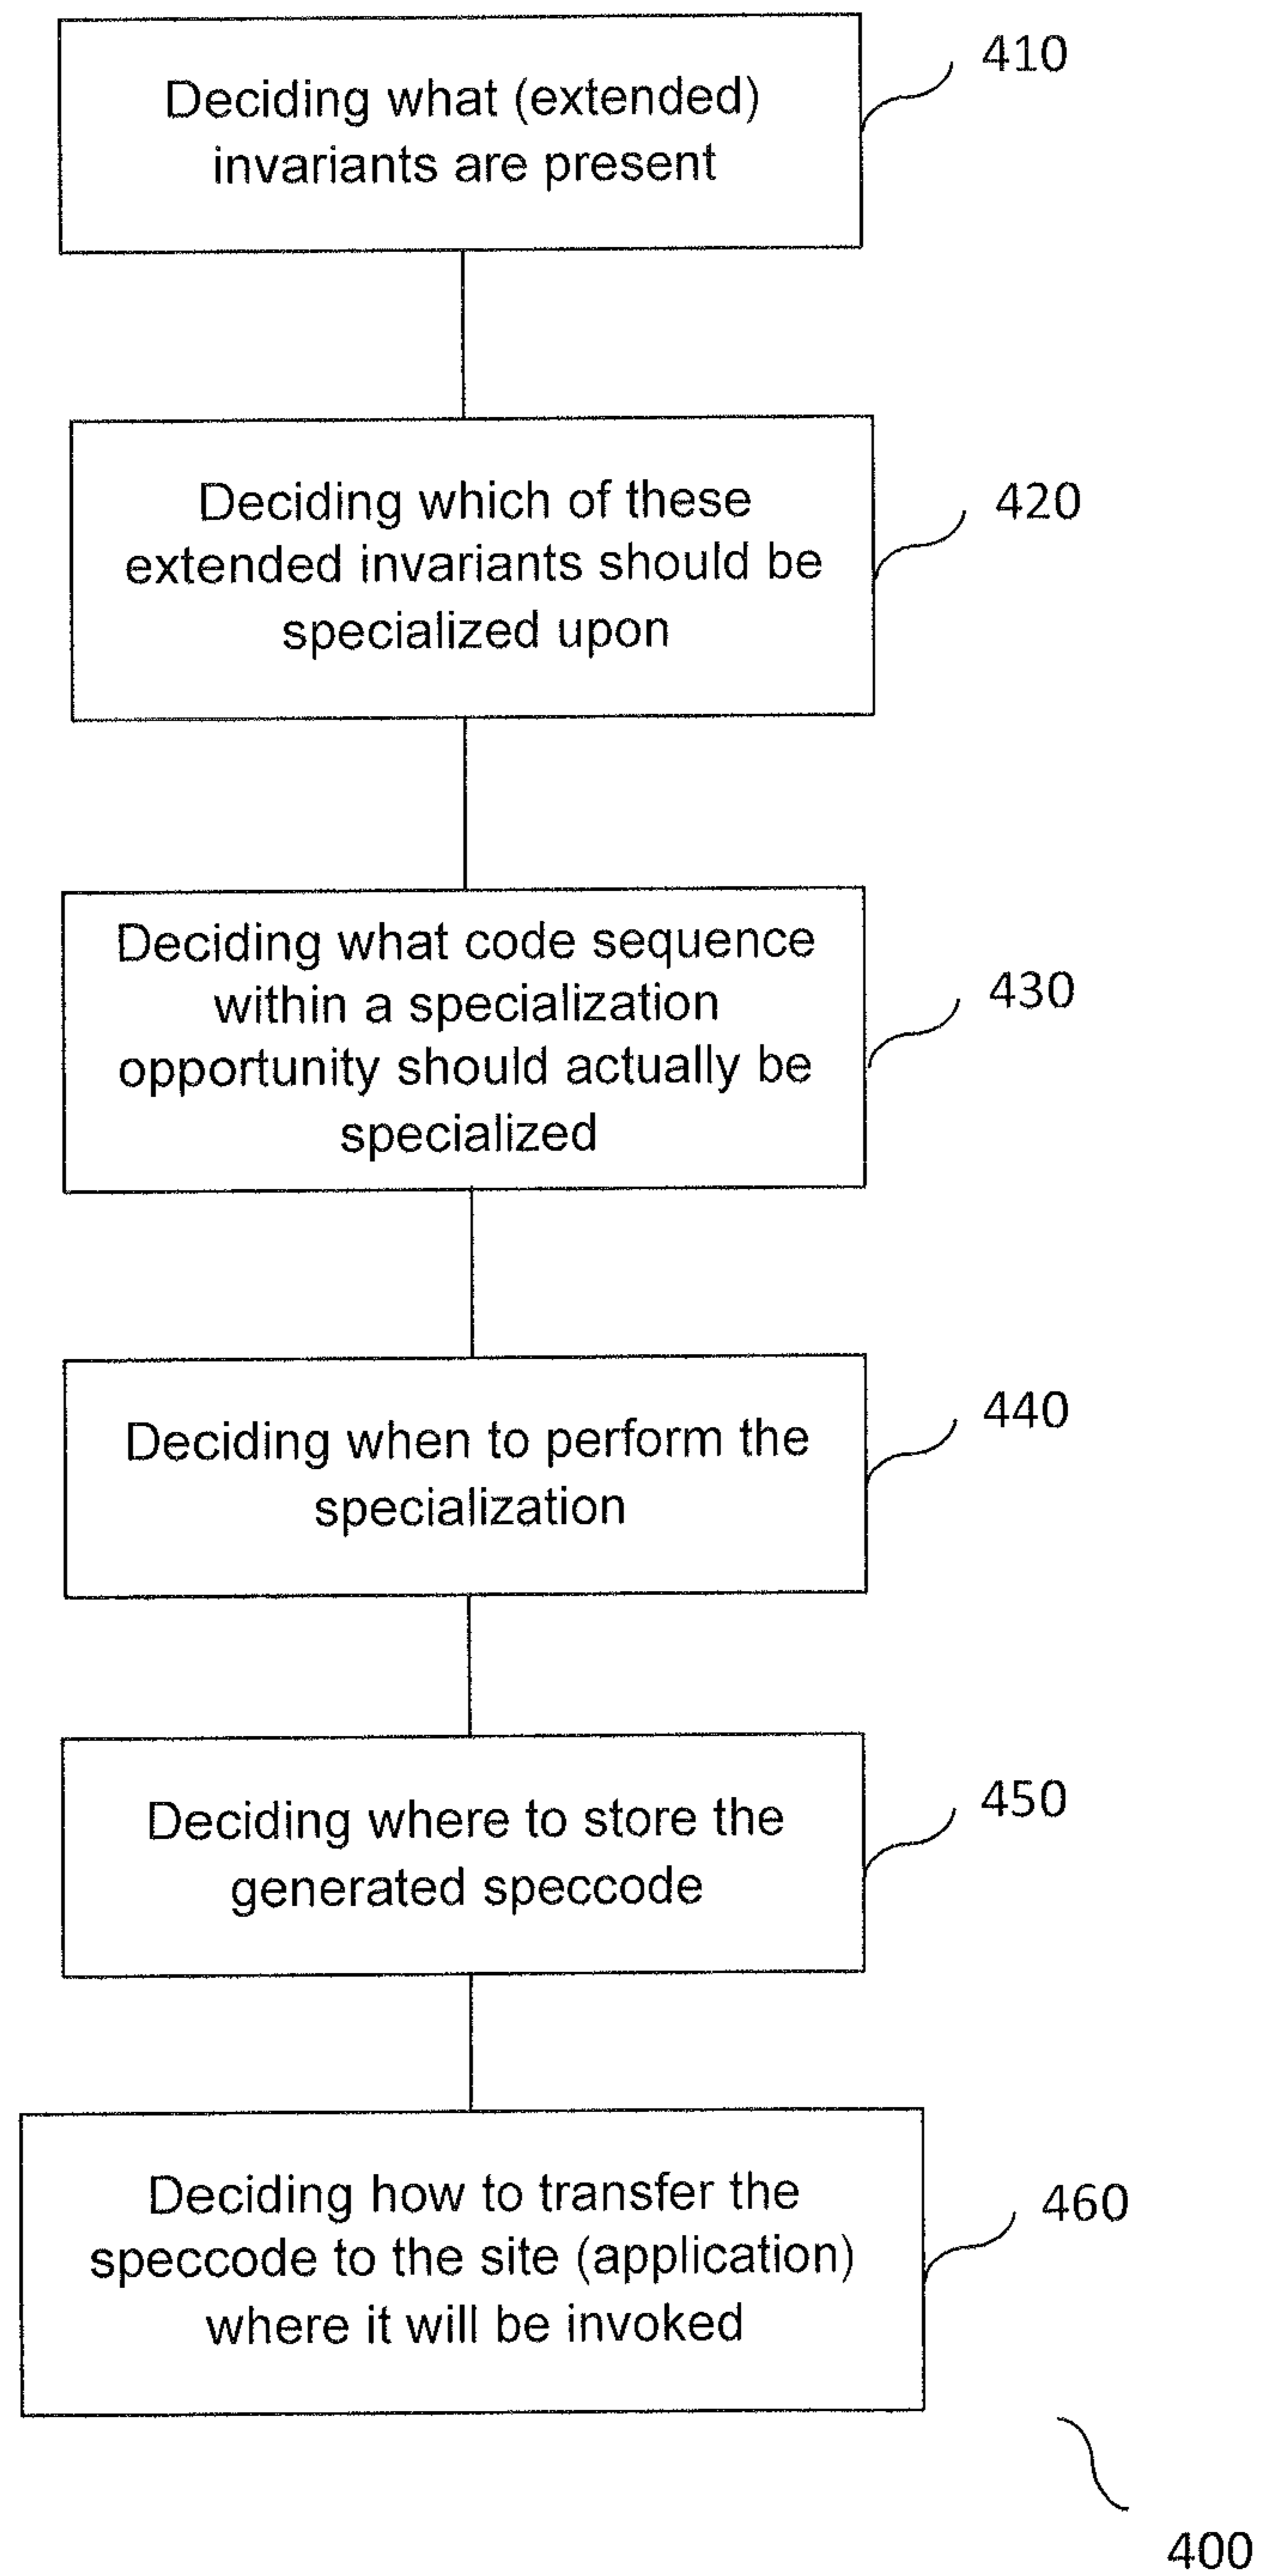 Deciding what (extended)
invariants are present
410
Deciding which of these
extended invariants should be
specialized upon
420
Deciding what code sequence
within a specialization
opportunity should actually be
specialized
430
Deciding when to perform the
specialization
440
Deciding where to store the
generated speccode
450
Deciding how to transfer the
speccode to the site (application)
where it will be invoked
460
400